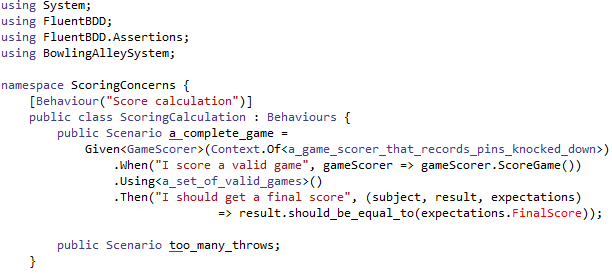 using System;
using FluentBDD;
using FluentBDD.Assertions;
using BowlingAlleySystem;

namespace ScoringConcerns {
    [Behaviour("Score calculation")]
    public class ScoringCalculation : Behaviours {
        public Scenario a_complete_game =
            Given<GameScorer>(Context.Of<a_game_scorer_that_records_pins_knocked_down>)
                .When("I score a valid game", gameScorer => gameScorer.ScoreGame())
                .Using<a_set_of_valid_games>()
                .Then("I should get a final score", (subject, result, expectations)
                                => result.should_be_equal_to(expectations.FinalScore));

        public Scenario too_many_throws;
    }